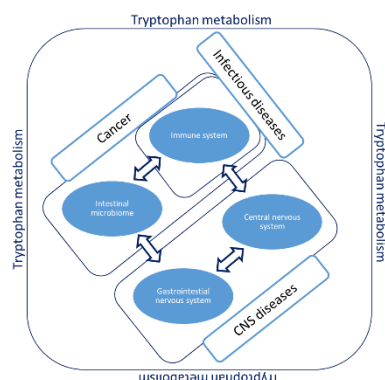 Tryptophan metabolism
Infectious diseases
Cancer
Immune system
Tryptophan metabolism
Tryptophan metabolism
Intestinal
microbiome
Central nervous
system
Gastrointestinal
nervous system
CNS diseases
Tryptophan metabolism